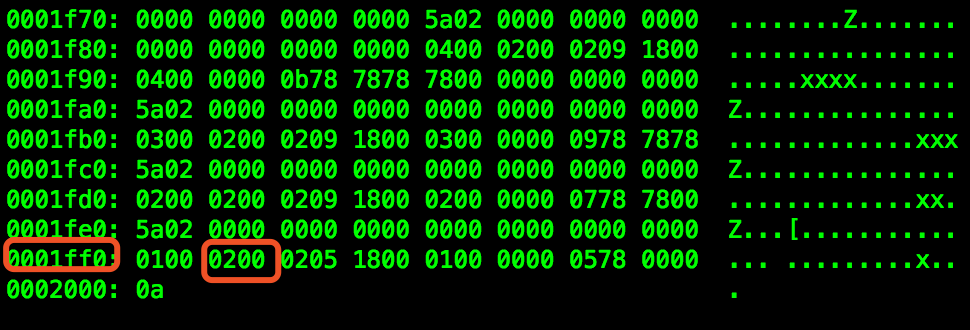 0001f70: 0000 0000 0000 0000 5a02 0000 0000 0000 ........Z.......
0001f80: 0000 0000 0000 0000 0400 0200 0209 1800 ................
0001f90: 0400 0000 0b78 7878 7800 0000 0000 0000 .....xxxx.......
0001fa0: 5a02 0000 0000 0000 0000 0000 0000 0000 Z...............
0001fb0: 0300 0200 0209 1800 0300 0000 0978 7878 .............xxx
0001fc0: 5a02 0000 0000 0000 0000 0000 0000 0000 Z...............
0001fd0: 0200 0200 0209 1800 0200 0000 0778 7800 .............xx.
0001fe0: 5a02 0000 0000 0000 0000 0000 0000 0000 Z...[...........
0001ff0: 0100 0200 0205 1800 0100 0000 0578 0000 ... .........x..
0002000: 0a .